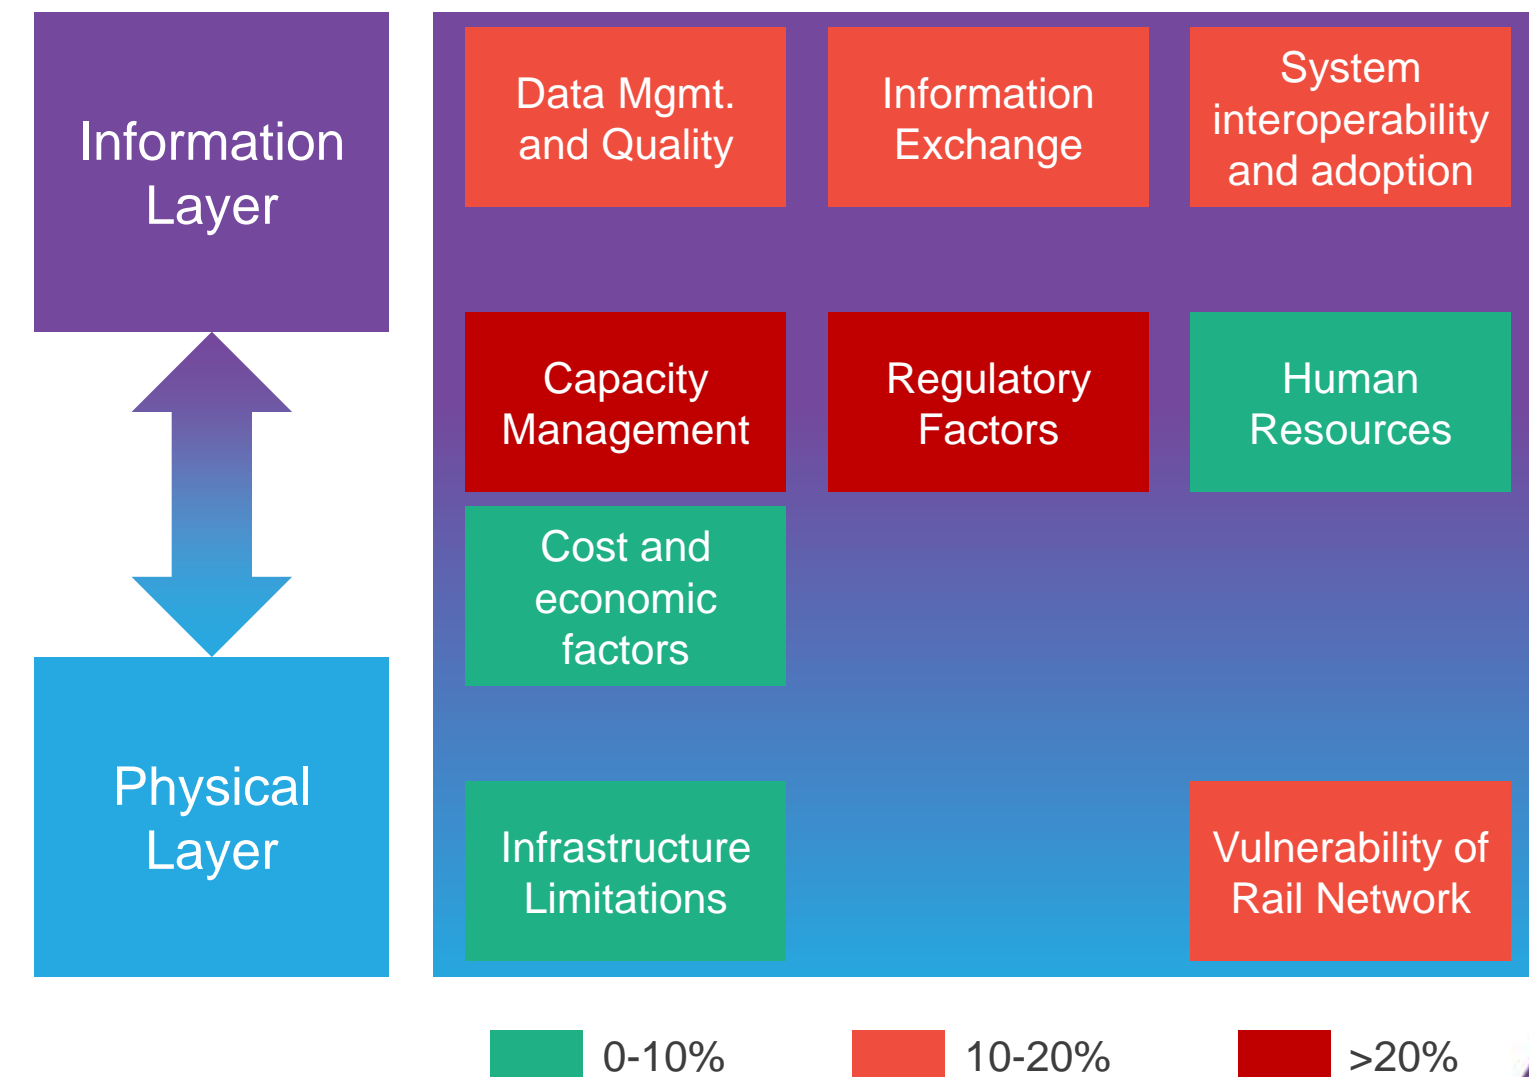 Information
Layer
Data Mgmt.
and Quality
Information
Exchange
System
interoperability
and adoption
Capacity
Management
Regulatory
Factors
Human
Resources
Cost and
economic
factors
Physical
Layer
Infrastructure
Limitations
Vulnerability of
Rail Network
0-10%
10-20%
>20%